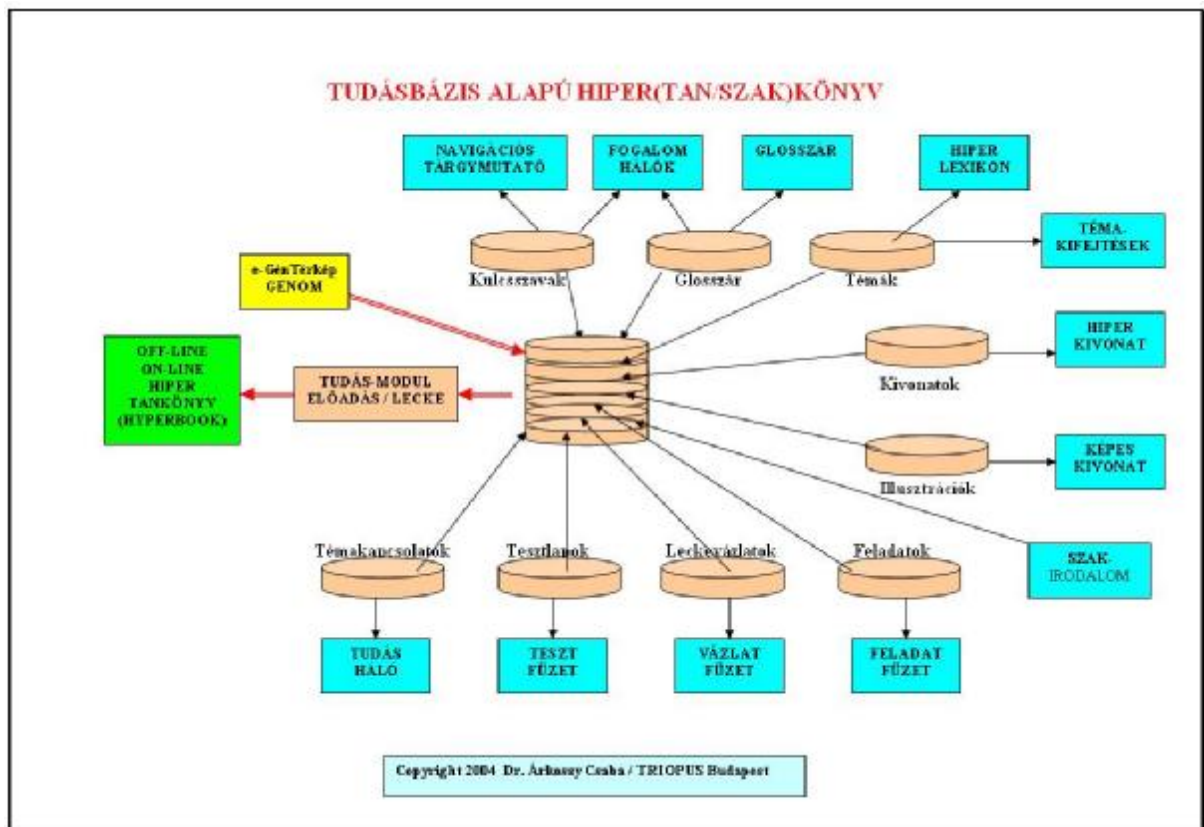 TUDÁSBÁZIS ALAPÚ HIPER(TAN/SZAK)KÖNYV
NAVIGÁCIÓS
TÁRGYMUTATÓ
FOGALOM
HÁLÓK
GLOSSZÁR
HIPER
LEXIKON
TÉMA-
KIFEJTÉSEK
Kulcsszavak
Glosszár
Témák
e-GénTérkép
GENOM
OFF-LINE
ON-LINE
HIPER
TANKÖNYV
(HYPERBOOK)
TUDÁS-MODUL
ELŐADÁS / LECKE
HIPER
KIVONAT
Kivonatok
KÉPES
KIVONAT
Illusztrációk
Témakapcsolatok
Tesztlapok
Leckevázlatok
Feladatok
SZAK-
IRODALOM
TUDÁS
HÁLÓ
TESZT
FÜZET
VÁZLAT
FÜZET
FELADAT
FÜZET
Copyright 2004 Dr. Árkossy Csaba / TRIOPUS Budapest